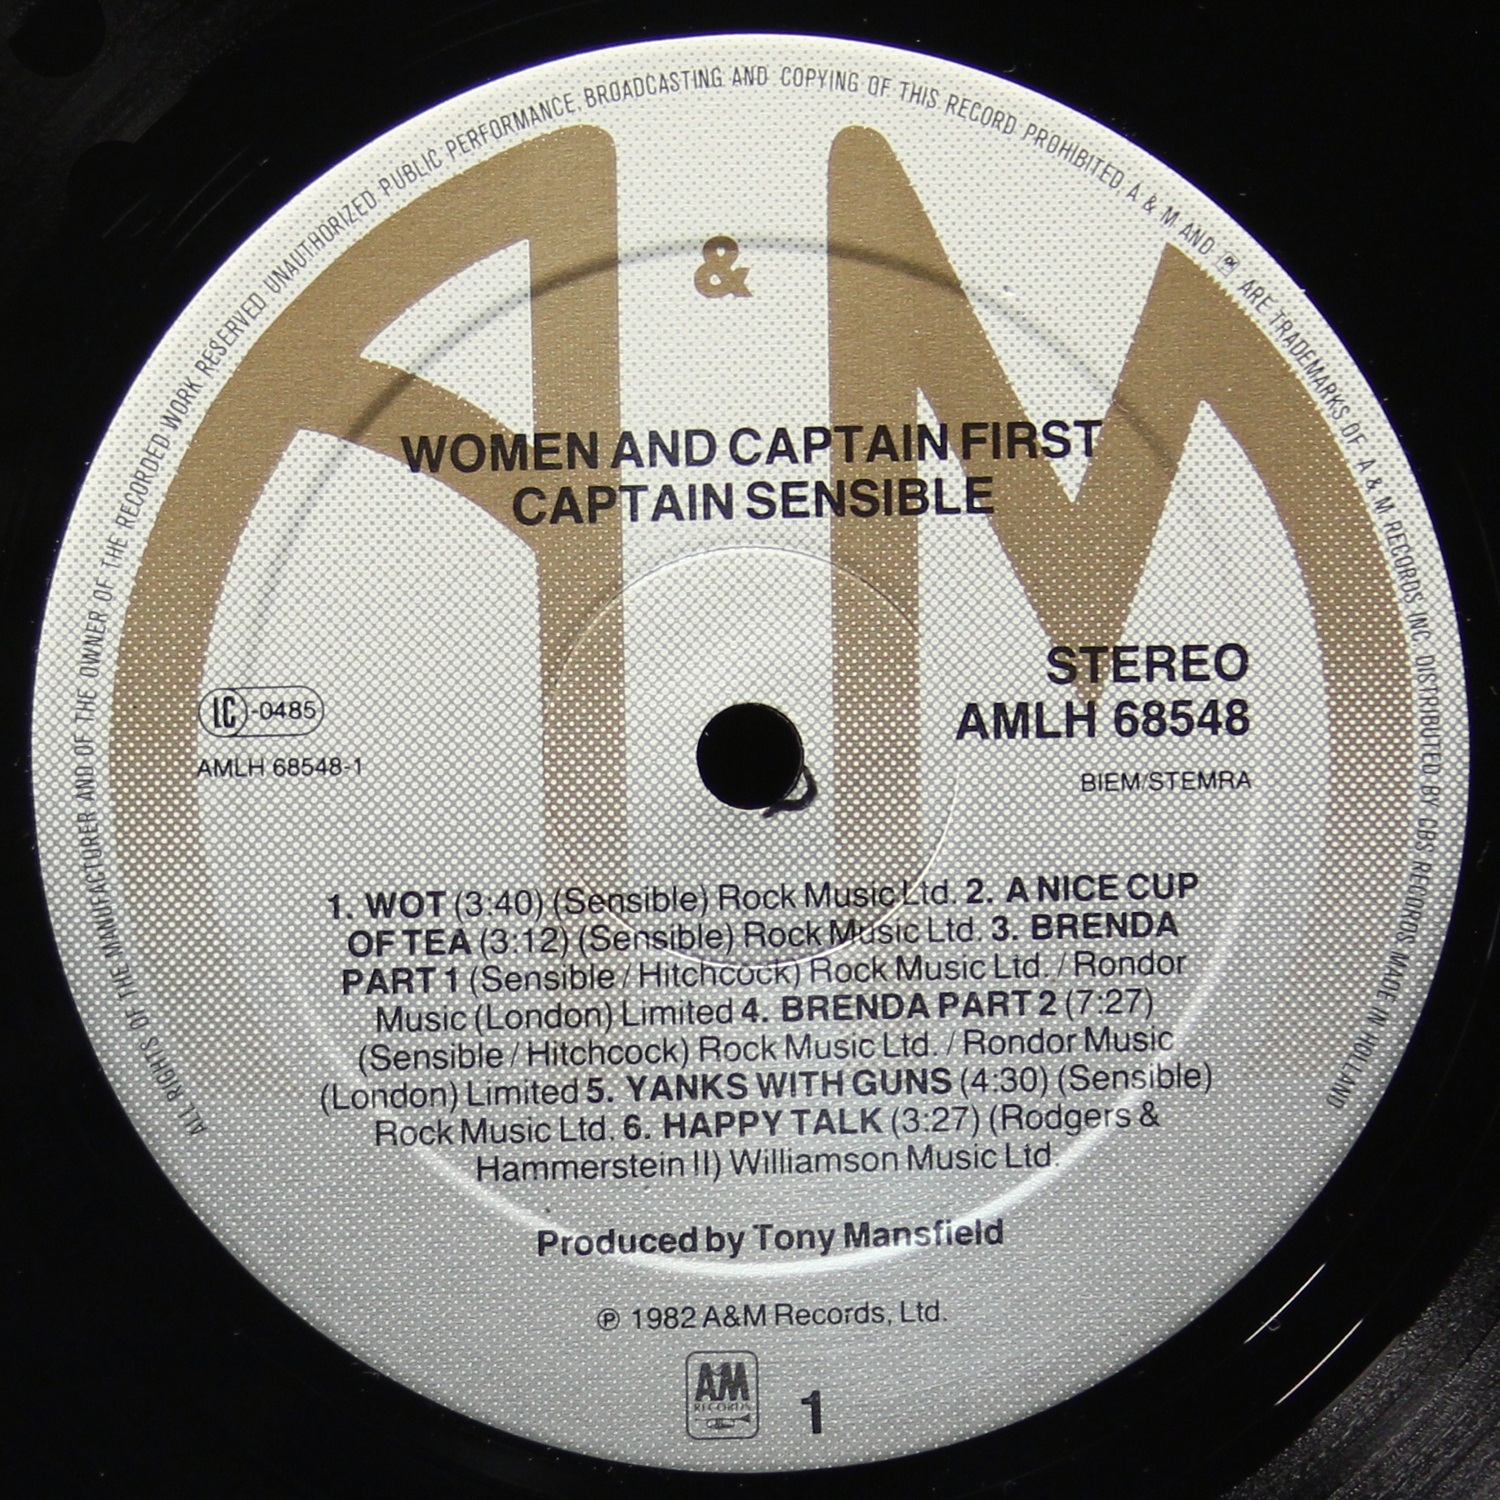 ALL RIGHTS OF THE MANUFACTURER AND OF THE OWNER OF THE RECORDED WORK RESERVED UNAUTHORIZED PUBLIC PERFORMANCE, BROADCASTING AND COPYING OF THIS RECORD PROHIBITED. A & M AND ARE TRADEMARKS OF A & M RECORDS INC. DISTRIBUTED BY CBS RECORDS. MADE IN HOLLAND
A & M
WOMEN AND CAPTAIN FIRST
CAPTAIN SENSIBLE
STEREO
LC-0485
AMLH 68548
AMLH 68548-1
BIEM/STEMRA
1. WOT (3:40) (Sensible) Rock Music Ltd. 2. A NICE CUP
OF TEA (3:12) (Sensible) Rock Music Ltd. 3. BRENDA
PART 1 (Sensible / Hitchcock) Rock Music Ltd. / Rondor
Music (London) Limited 4. BRENDA PART 2 (7:27)
(Sensible / Hitchcock) Rock Music Ltd. / Rondor Music
(London) Limited 5. YANKS WITH GUNS (4:30) (Sensible)
Rock Music Ltd. 6. HAPPY TALK (3:27) (Rodgers &
Hammerstein II) Williamson Music Ltd.
Produced by Tony Mansfield
℗ 1982 A&M Records, Ltd.
AM
RECORDS
1